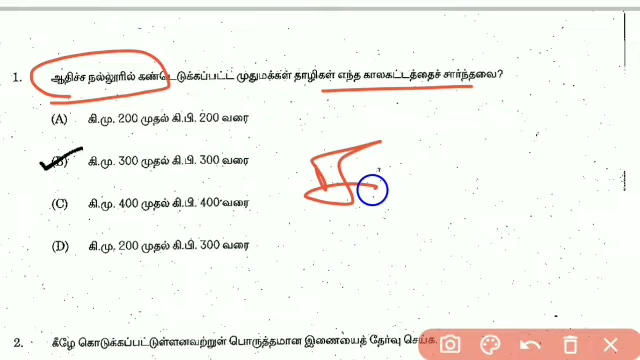 1. ஆதிச்ச நல்லூரில் கண்டெடுக்கப்பட்ட முதுமக்கள் தாழிகள் எந்த காலகட்டத்தைச் சார்ந்தவை?
(A) கி.மு. 200 முதல் கி.பி. 200 வரை
(B) கி.மு. 300 முதல் கி.பி. 300 வரை
(C) கி.மு. 400 முதல் கி.பி. 400 வரை
(D) கி.மு. 200 முதல் கி.பி. 300 வரை
2. கீழே கொடுக்கப்பட்டுள்ளனவற்றுள் பொருத்தமான இணையைத் தேர்வு செய்க.